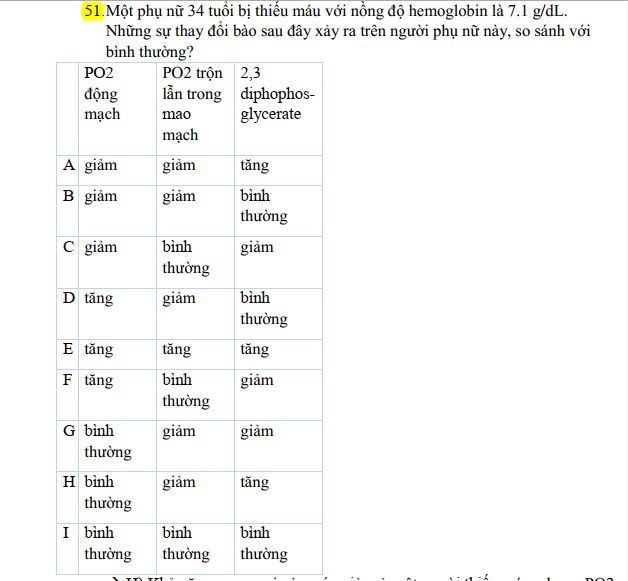 51.Một phụ nữ 34 tuổi bị thiếu máu với nồng độ hemoglobin là 7.1 g/dL.
Những sự thay đổi bào sau đây xảy ra trên người phụ nữ này, so sánh với
bình thường?
PO2 động mạch | PO2 trộn lẫn trong mao mạch | 2,3 diphophos-glycerate
A giảm giảm tăng
B giảm giảm bình thường
C giảm bình thường giảm
D tăng giảm bình thường
E tăng tăng tăng
F tăng bình thường giảm
G bình thường giảm giảm
H bình thường giảm tăng
I bình thường bình thường bình thường